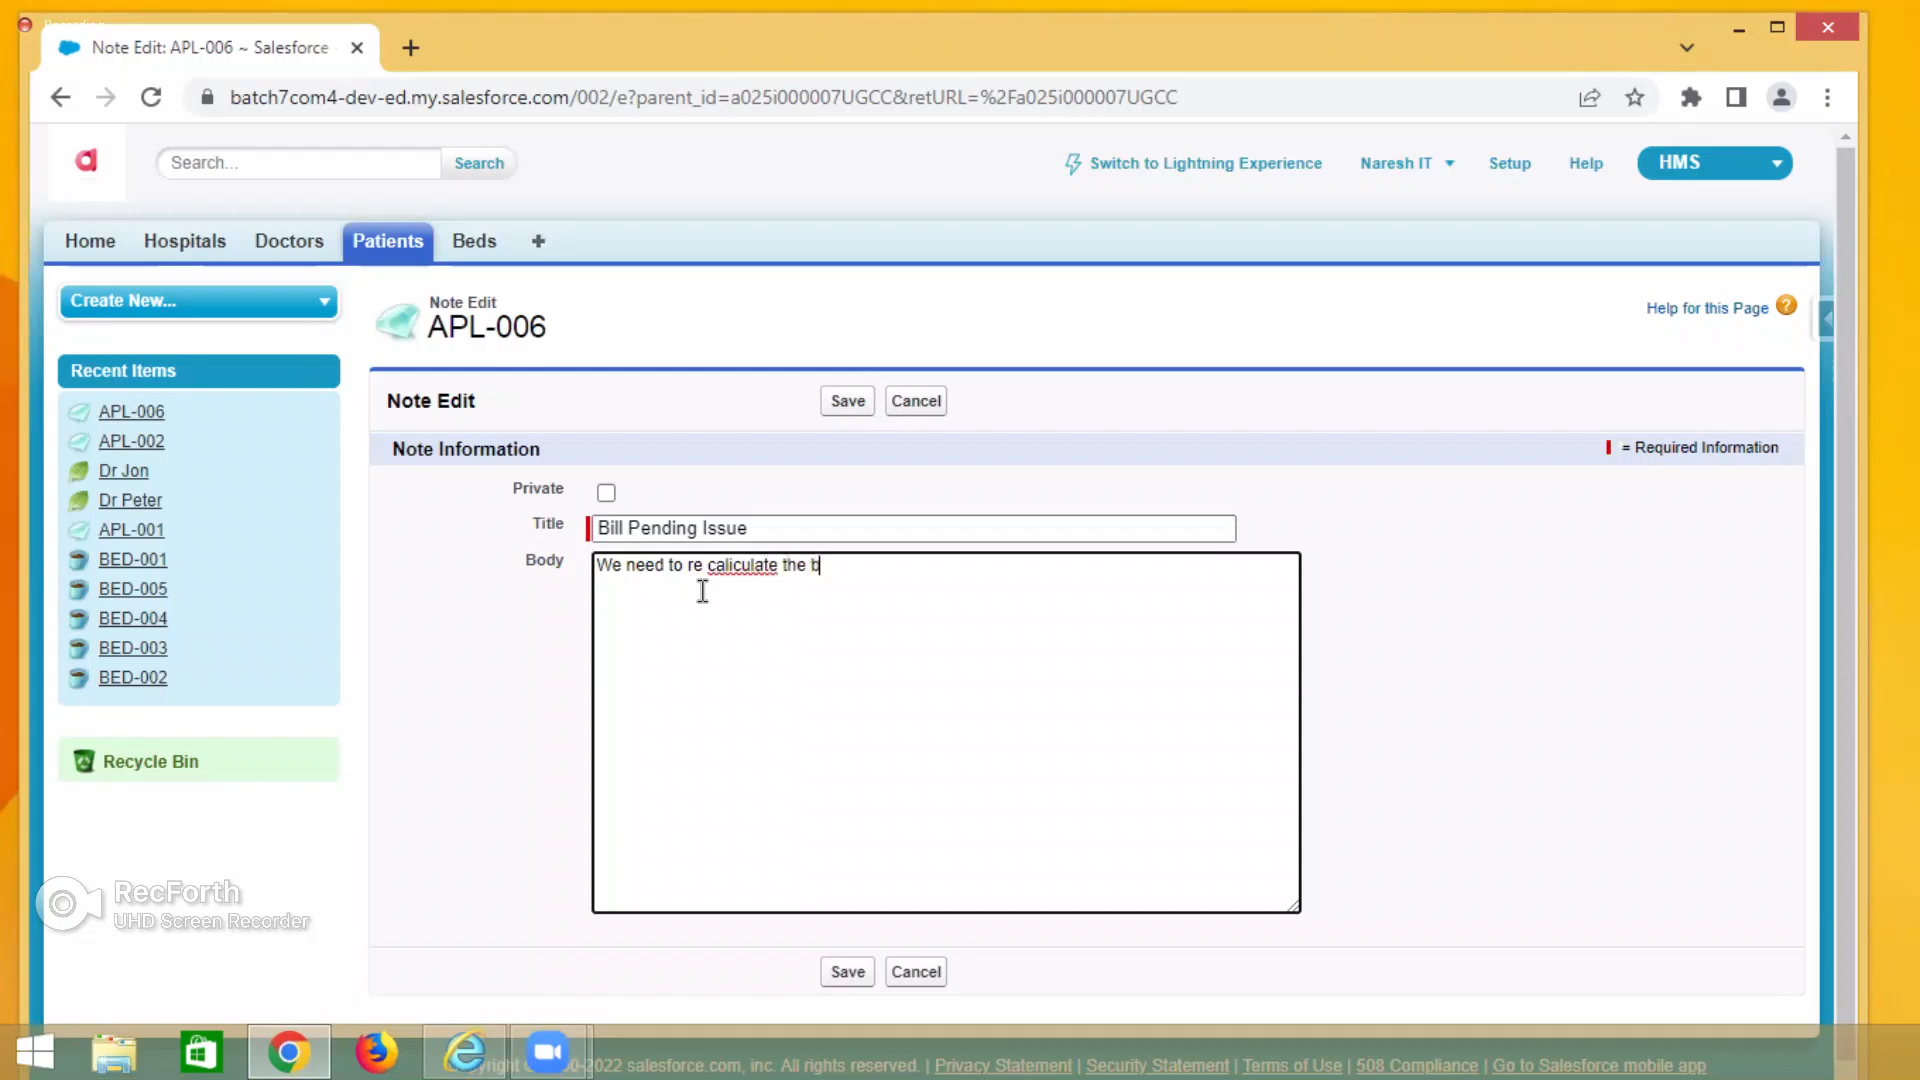 Note Edit: APL-006 ~ Salesforce
batch7com4-dev-ed.my.salesforce.com/002/e?parent_id=a025i000007UGCC&retURL=%2Fa025i000007UGCC
Search...
Search
Switch to Lightning Experience
Naresh IT
Setup
Help
HMS
Home
Hospitals
Doctors
Patients
Beds
Create New...
Note Edit
APL-006
Help for this Page
Recent Items
APL-006
APL-002
Dr Jon
Dr Peter
APL-001
BED-001
BED-005
BED-004
BED-003
BED-002
Recycle Bin
Note Edit
Save
Cancel
Note Information
= Required Information
Private
Title
Bill Pending Issue
Body
We need to re caliculate the b
Save
Cancel
RecForth
UHD Screen Recorder
2022 salesforce.com, inc. All rights reserved. | Privacy Statement | Security Statement | Terms of Use | 508 Compliance | Go to Salesforce mobile app